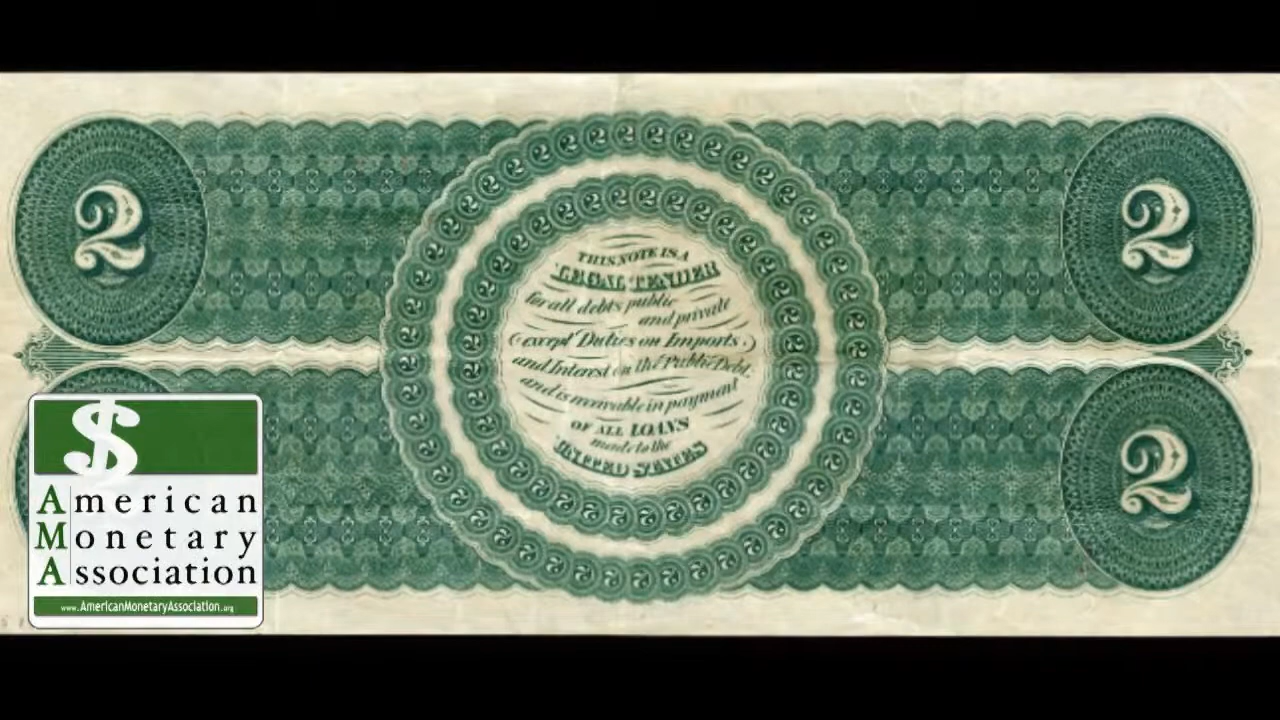 2
2
THIS NOTE IS A
LEGAL TENDER
for all debts public
and private
(except Duties on Imports.)
and Interest on the Public Debt,
and is receivable in payment
OF ALL LOANS
made to the
UNITED STATES
2
$
American
Monetary
Association
www.AmericanMonetaryAssociation.org